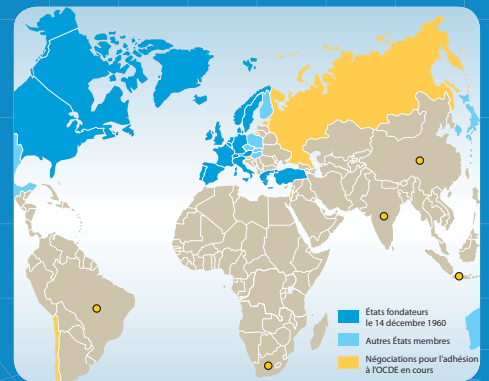 États fondateurs
le 14 décembre 1960
Autres États membres
Négociations pour l'adhésion
à l'OCDE en cours